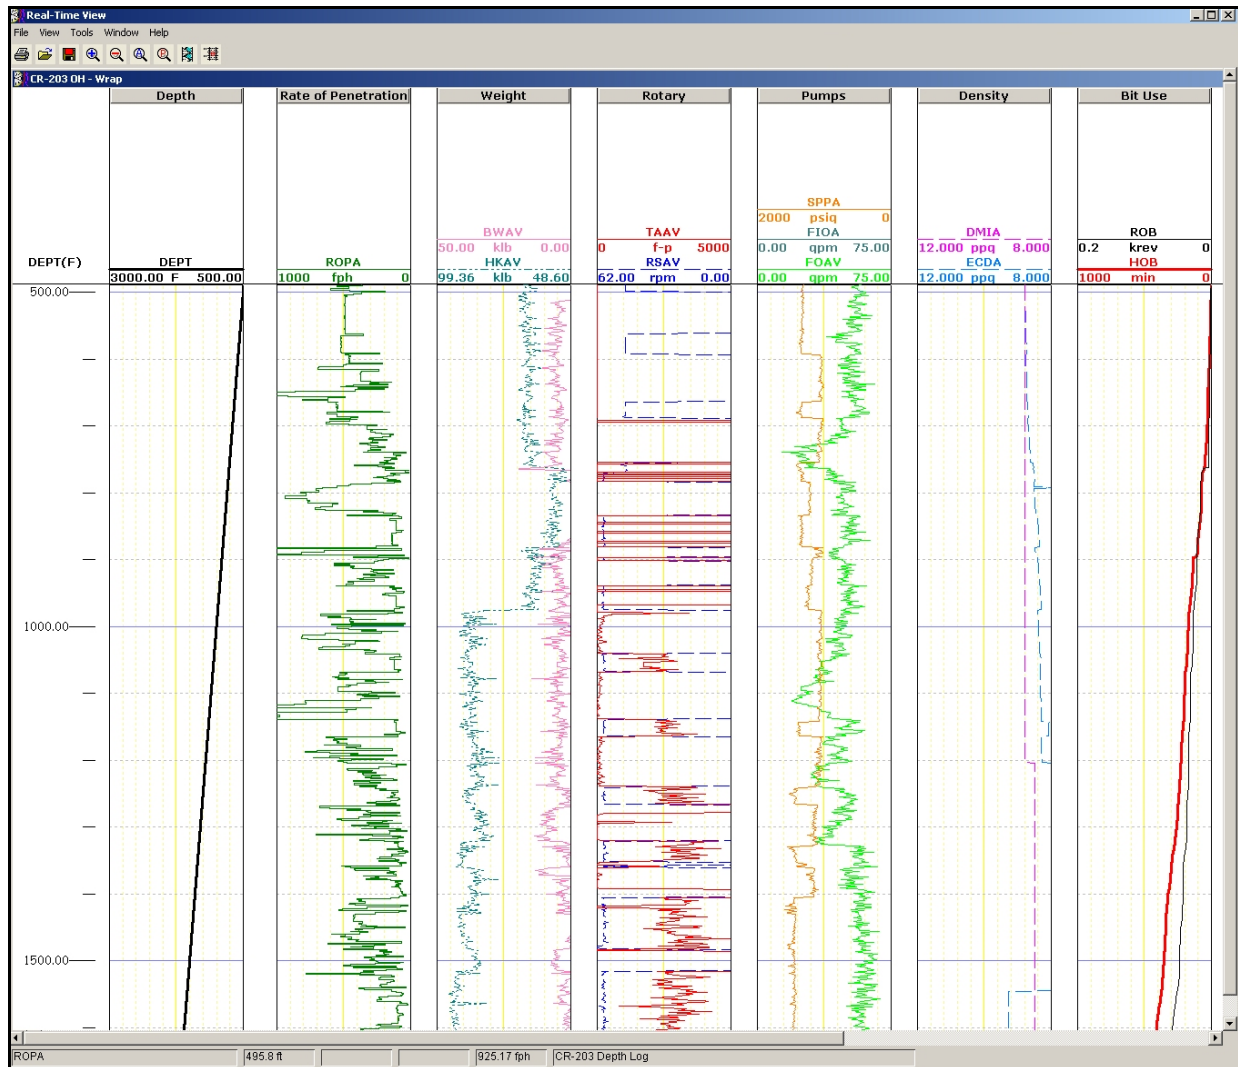 Real-Time View
File View Tools Window Help
CR-203 OH - Wrap
Depth Rate of Penetration Weight Rotary Pumps Density Bit Use
SPPA
2000 psig 0
BWAV TAAV FIOA DMIA ROB
50.00 klb 0.00 0 f-p 5000 0.00 gpm 75.00 12.000 ppg 8.000 0.2 krev 0
DEPT(F) DEPT ROPA HKAV RSAV FOAV ECDA HOB
3000.00 F 500.00 1000 fph 0 99.36 klb 48.60 62.00 rpm 0.00 0.00 gpm 75.00 12.000 ppg 8.000 1000 min 0
500.00
1000.00
1500.00
ROPA 495.8 ft 925.17 fph CR-203 Depth Log